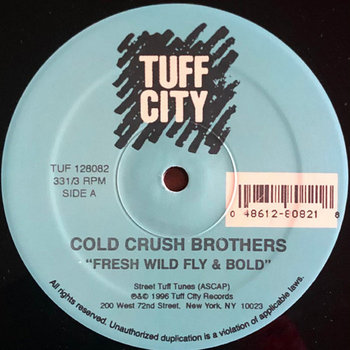 TUFF
CITY
TUF 128082
331/3 RPM
SIDE A
0 48612-80821 8
COLD CRUSH BROTHERS
"FRESH WILD FLY & BOLD"
Street Tuff Tunes (ASCAP)
℗&© 1996 Tuff City Records
200 West 72nd Street, New York, NY 10023
All rights reserved. Unauthorized duplication is a violation of applicable laws.